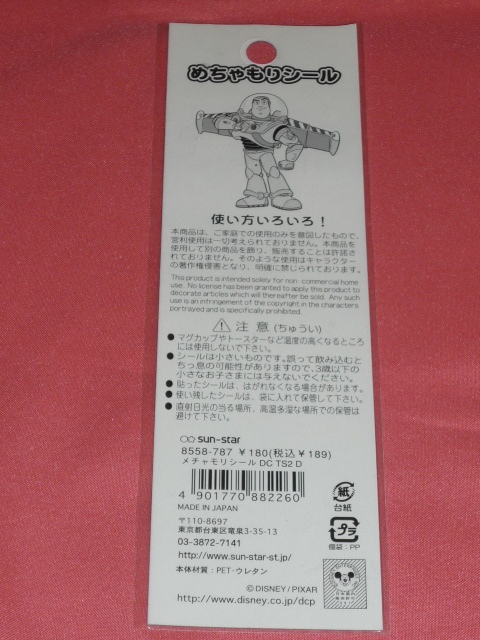 めちゃもりシール
使い方いろいろ！
本商品は、ご家庭での使用のみを意図したもので、
営利使用は一切考えられておりません。本商品を
使用して別の商品を飾り、販売することは許諾さ
れておりません。そのような使用はキャラクター
の著作権侵害となり、明確に禁じられております。
This product is intended solely for non- commercial home
use. No license has been granted to apply this product to
decorate articles which will thereafter be sold. Any such
use is an infringement of the copyright in the characters
portrayed and is specifically prohibited.
注意(ちゅうい)
●マグカップやトースターなど温度の高くなるところ
には使用しないで下さい。
●シールは小さいものです。誤って飲み込むと
ちっ息の可能性がありますので、3歳以下の
小さなお子さまには与えないでください。
●貼ったシールは、はがれなくなる場合があります。
●使い残したシールは、袋に入れて保管して下さい。
●直射日光の当る場所、高温多湿な場所での保管は
避けて下さい。
sun-star
8558-787 ¥180(税込¥189)
メチャモリシール DC TS2 D
4 901770 882260
MADE IN JAPAN
〒110-8697
東京都台東区竜泉3-35-13
03-3872-7141
http://www.sun-star-st.jp/
本体材質：PET・ウレタン
紙
台紙
プラ
個袋：PP
©DISNEY/PIXAR
http://www.disney.co.jp/dcp